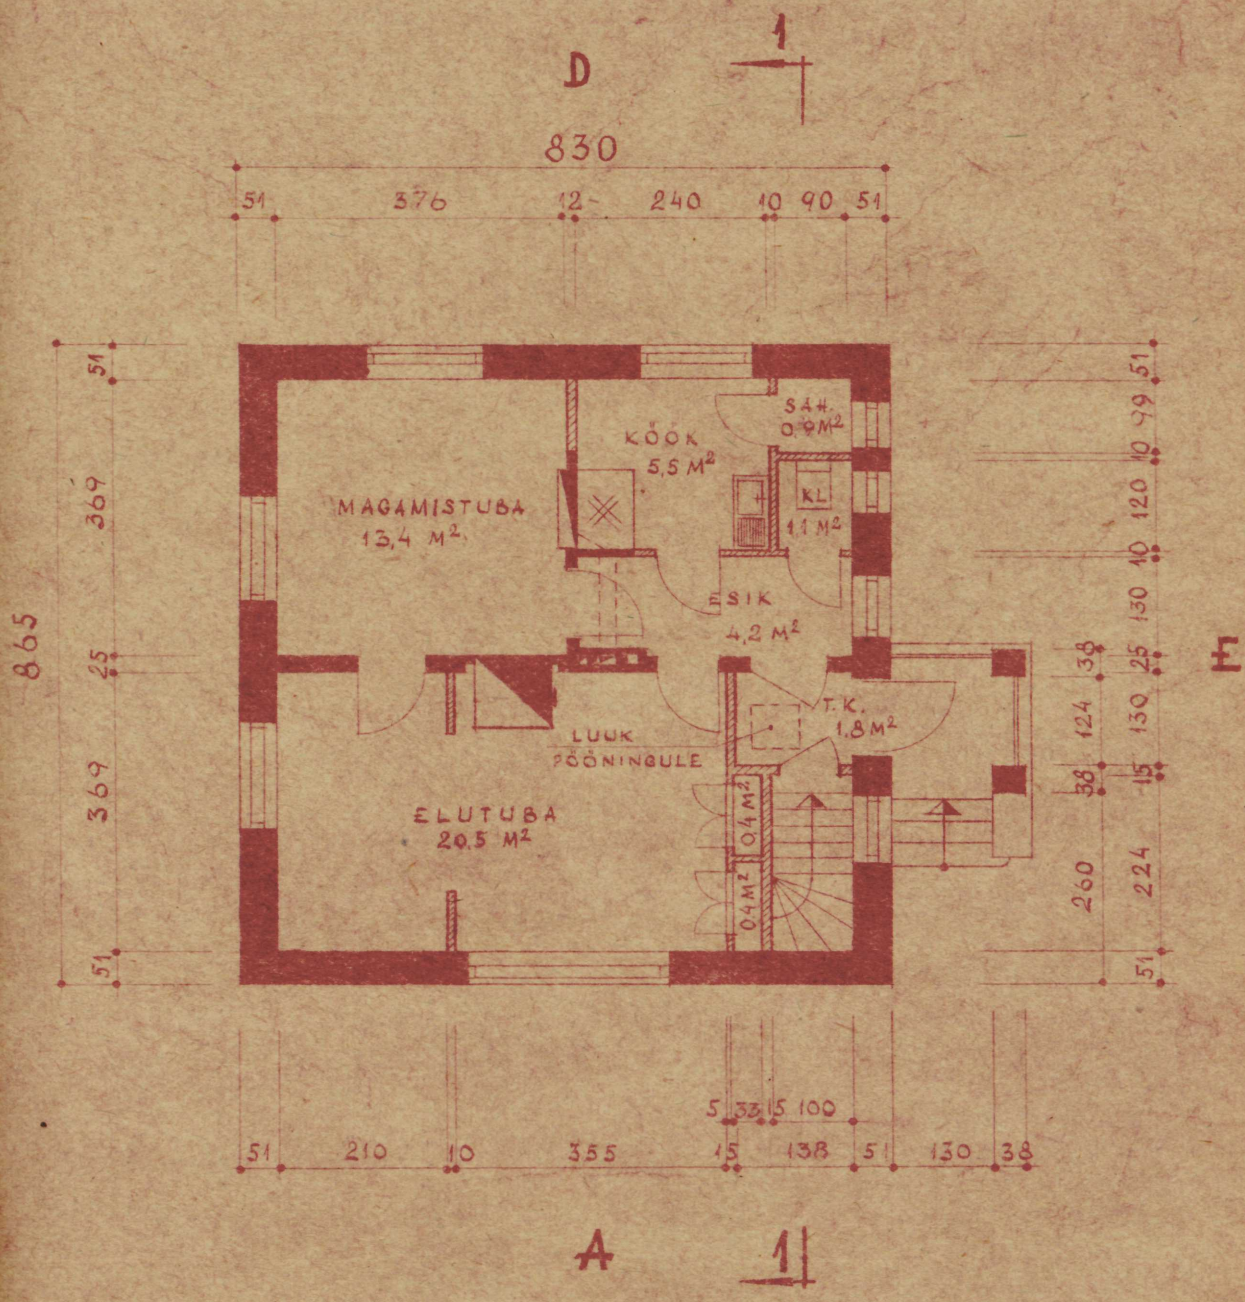 1
D
830
51 376 12 240 10 90 51
SAH.
0,9 M²
KÖÖK
5,5 M²
KL
1,1 M²
MAGAMISTUBA
13,4 M²
ESIK
4,2 M²
T.K.
1,8 M²
LUUK
PÖÖNINGULE
ELUTUBA
20,5 M²
0,4 M²
0,4 M²
865
51
369
25
369
51
51
99
10
120
10
130
25
130
15
224
51
38
124
38
260
E
5 33 15 100
51 210 10 355 15 138 51 130 38
A
1